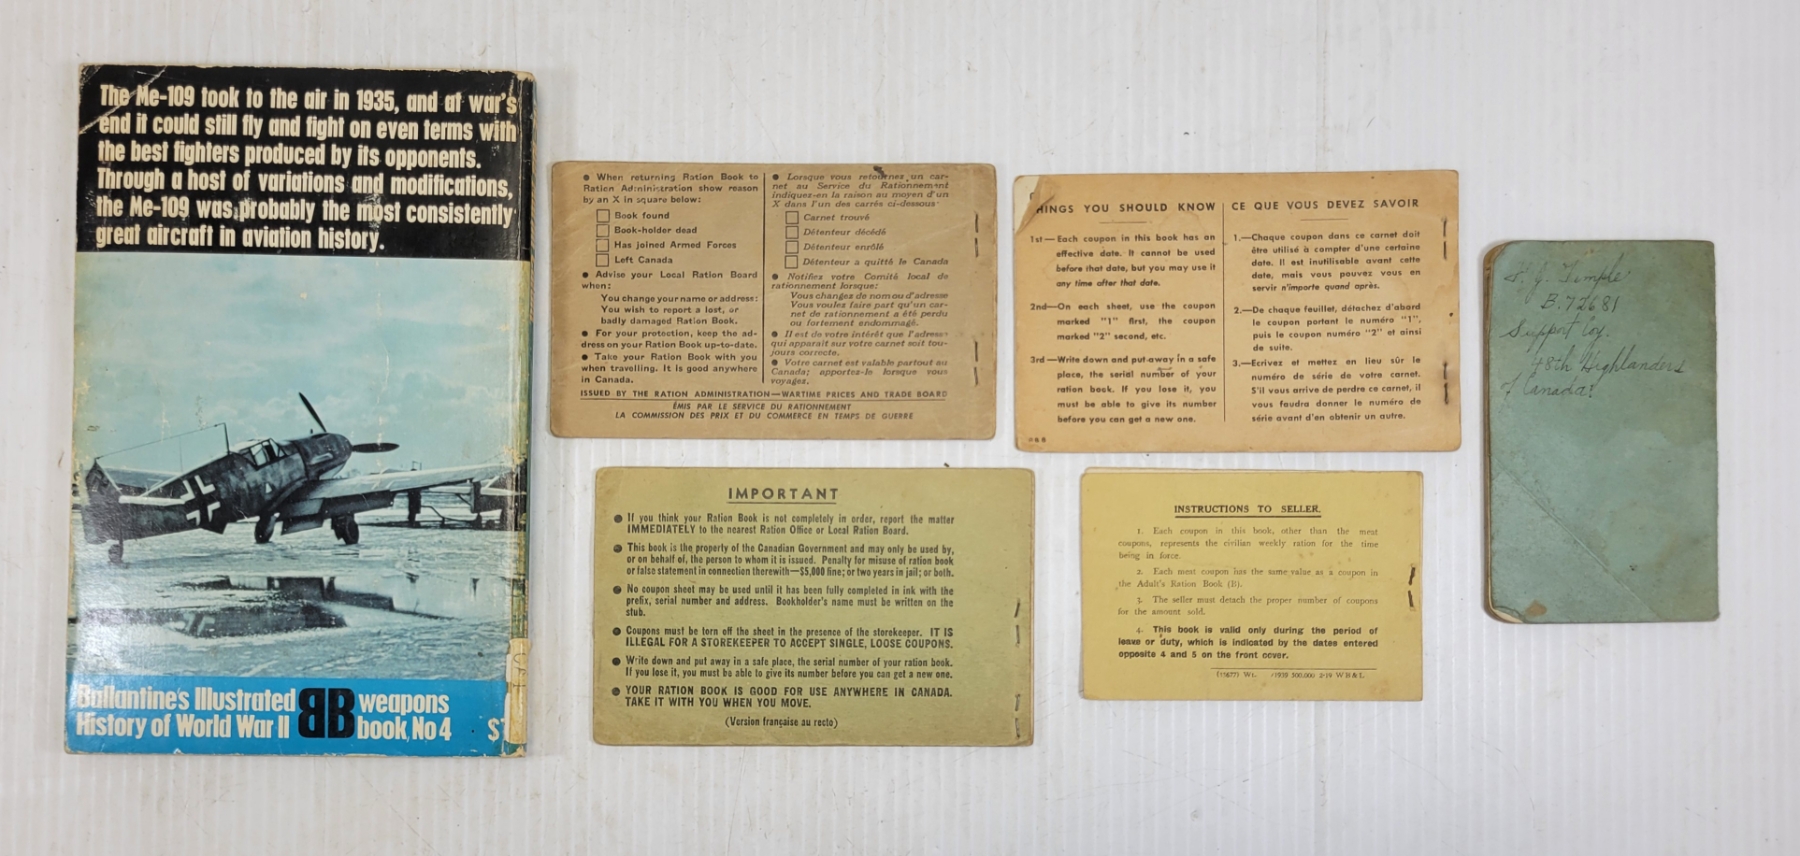 The Me-109 took to the air in 1935, and at war's
end it could still fly and fight on even terms with
the best fighters produced by its opponents.
Through a host of variations and modifications,
the Me-109 was probably the most consistently
great aircraft in aviation history.
Ballantine's Illustrated
History of World War II
BB
weapons
book, No 4
$1
● When returning Ration Book to
Ration Administration show reason
by an X in square below:
Book found
Book-holder dead
Has joined Armed Forces
Left Canada
● Advise your Local Ration Board
when:
You change your name or address:
You wish to report a lost, or
badly damaged Ration Book.
● For your protection, keep the ad-
dress on your Ration Book up-to-date.
● Take your Ration Book with you
when travelling. It is good anywhere
in Canada.
● Lorsque vous retournez un car-
net au Service du Rationnement
indiquez-en la raison au moyen d'un
X dans l'un des carrés ci-dessous:
Carnet trouvé
Détenteur décédé
Détenteur enrôlé
Détenteur a quitté le Canada
● Notifiez votre Comité local de
rationnement lorsque:
Vous changez de nom ou d'adresse
Vous voulez faire part qu'un car-
net de rationnement a été perdu
ou fortement endommagé.
● Il est de votre intérêt que l'adresse
qui apparait sur votre carnet soit tou-
jours correcte.
● Votre carnet est valable partout au
Canada; apportez-le lorsque vous
voyagez.
ISSUED BY THE RATION ADMINISTRATION—WARTIME PRICES AND TRADE BOARD
ÉMIS PAR LE SERVICE DU RATIONNEMENT
LA COMMISSION DES PRIX ET DU COMMERCE EN TEMPS DE GUERRE
HINGS YOU SHOULD KNOW
1st—Each coupon in this book has an
effective date. It cannot be used
before that date, but you may use it
any time after that date.
2nd—On each sheet, use the coupon
marked "1" first, the coupon
marked "2" second, etc.
3rd—Write down and put away in a safe
place, the serial number of your
ration book. If you lose it, you
must be able to give its number
before you can get a new one.
CE QUE VOUS DEVEZ SAVOIR
1.—Chaque coupon dans ce carnet doit
être utilisé à compter d'une certaine
date. Il est inutilisable avant cette
date, mais vous pouvez vous en
servir n'importe quand après.
2.—De chaque feuillet, détachez d'abord
le coupon portant le numéro "1",
puis le coupon numéro "2" et ainsi
de suite.
3.—Ecrivez et mettez en lieu sûr le
numéro de série de votre carnet.
S'il vous arrive de perdre ce carnet, il
vous faudra donner le numéro de
série avant d'en obtenir un autre.
IMPORTANT
● If you think your Ration Book is not completely in order, report the matter
IMMEDIATELY to the nearest Ration Office or Local Ration Board.
● This book is the property of the Canadian Government and may only be used by,
or on behalf of, the person to whom it is issued. Penalty for misuse of ration book
or false statement in connection therewith—$5,000 fine; or two years in jail; or both.
● No coupon sheet may be used until it has been fully completed in ink with the
prefix, serial number and address. Bookholder's name must be written on the
stub.
● Coupons must be torn off the sheet in the presence of the storekeeper. IT IS
ILLEGAL FOR A STOREKEEPER TO ACCEPT SINGLE, LOOSE COUPONS.
● Write down and put away in a safe place, the serial number of your ration book.
If you lose it, you must be able to give its number before you can get a new one.
● YOUR RATION BOOK IS GOOD FOR USE ANYWHERE IN CANADA.
TAKE IT WITH YOU WHEN YOU MOVE.
(Version française au recto)
INSTRUCTIONS TO SELLER.
1. Each coupon in this book, other than the meat
coupons, represents the civilian weekly ration for the time
being in force.
2. Each meat coupon has the same value as a coupon in
the Adult's Ration Book (B).
3. The seller must detach the proper number of coupons
for the amount sold.
4. This book is valid only during the period of
leave or duty, which is indicated by the dates entered
opposite 4 and 5 on the front cover.
(15877) Wt. /1939 500,000 2-19 W B & L
J. Temple
B.72681
Support Coy.
48th Highlanders
of Canada.